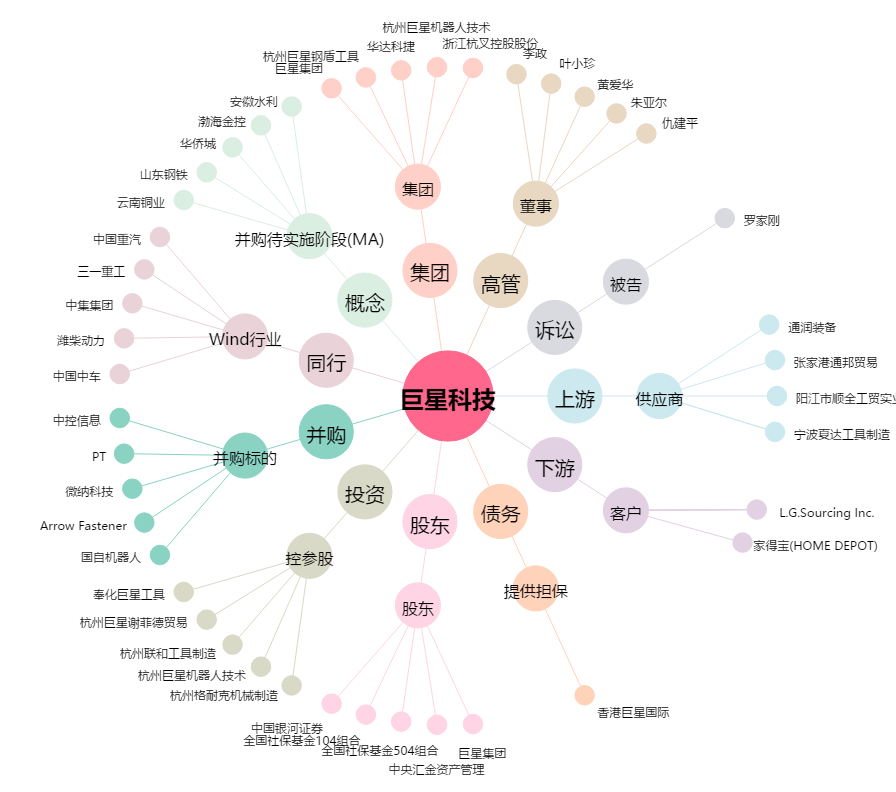 杭州巨星机器人技术
浙江杭叉控股股份
华达科捷
杭州巨星钢盾工具
巨星集团
李政
叶小珍
黄爱华
朱亚尔
仇建平
安徽水利
渤海金控
华侨城
山东钢铁
云南铜业
集团
董事
并购待实施阶段(MA)
集团
高管
概念
罗家刚
被告
诉讼
中国重汽
三一重工
中集集团
潍柴动力
中国中车
Wind行业
同行
巨星科技
上游
供应商
通润装备
张家港通邦贸易
阳江市顺全工贸实业
宁波夏达工具制造
中控信息
PT
微纳科技
Arrow Fastener
国自机器人
并购标的
并购
下游
客户
L.G.Sourcing Inc.
家得宝(HOME DEPOT)
投资
股东
债务
控参股
股东
提供担保
奉化巨星工具
杭州巨星谢菲德贸易
杭州联和工具制造
杭州巨星机器人技术
杭州格耐克机械制造
香港巨星国际
中国银河证券
全国社保基金104组合
全国社保基金504组合
中央汇金资产管理
巨星集团